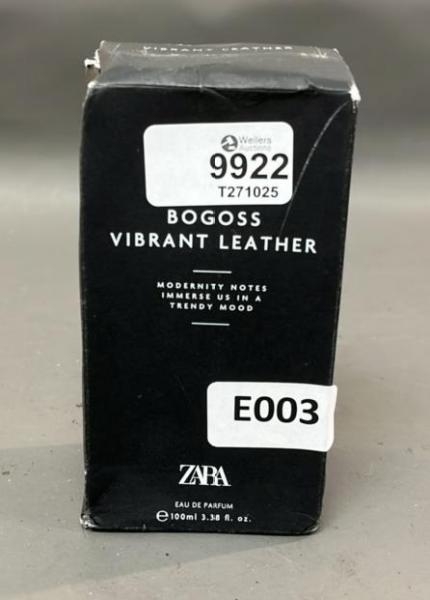 VIBRANT LEATHER
Wellers
Auctions
9922
T271025
BOGOSS
VIBRANT LEATHER
MODERNITY NOTES
IMMERSE US IN A
TRENDY MOOD
E003
ZARA
EAU DE PARFUM
℮100ml 3.38 fl. oz.